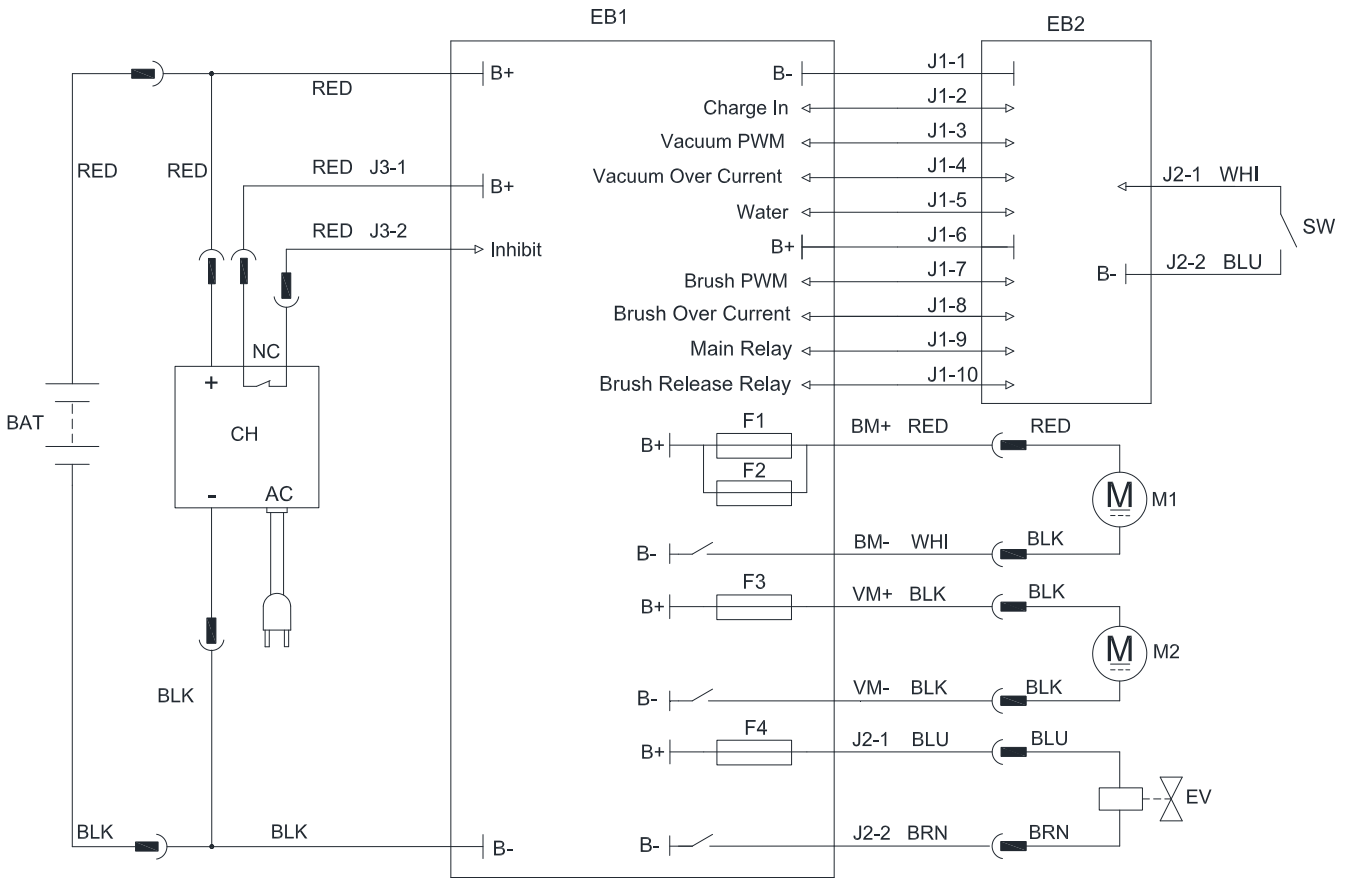 EB1
EB2
B+
RED
B- J1-1
Charge In J1-2
Vacuum PWM J1-3
RED RED
RED J3-1
B+
Vacuum Over Current J1-4
J2-1 WHI
Water J1-5
SW
RED J3-2
Inhibit
B+ J1-6
B- J2-2 BLU
Brush PWM J1-7
Brush Over Current J1-8
Main Relay J1-9
NC
Brush Release Relay J1-10
+
BAT
CH
- AC
B+ F1 BM+ RED RED
F2
M M1
B- BM- WHI BLK
B+ F3 VM+ BLK BLK
M M2
BLK
B- VM- BLK BLK
B+ F4 J2-1 BLU BLU
EV
BLK BLK
B-
B- J2-2 BRN BRN